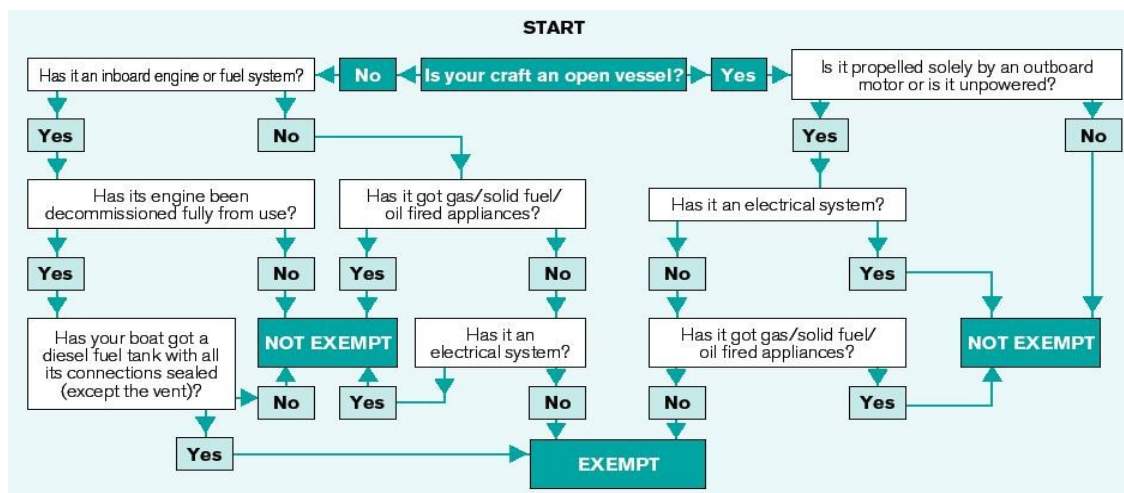 START
Has it an inboard engine or fuel system?
No
Is your craft an open vessel?
Yes
Is it propelled solely by an outboard
motor or is it unpowered?
Yes
No
Yes
No
Has its engine been
decommissioned fully from use?
Has it got gas/solid fuel/
oil fired appliances?
Has it an electrical system?
Yes
No
Yes
No
No
Yes
Has your boat got a
diesel fuel tank with all
its connections sealed
(except the vent)?
NOT EXEMPT
Has it an
electrical system?
Has it got gas/solid fuel/
oil fired appliances?
NOT EXEMPT
No
Yes
No
No
Yes
Yes
EXEMPT